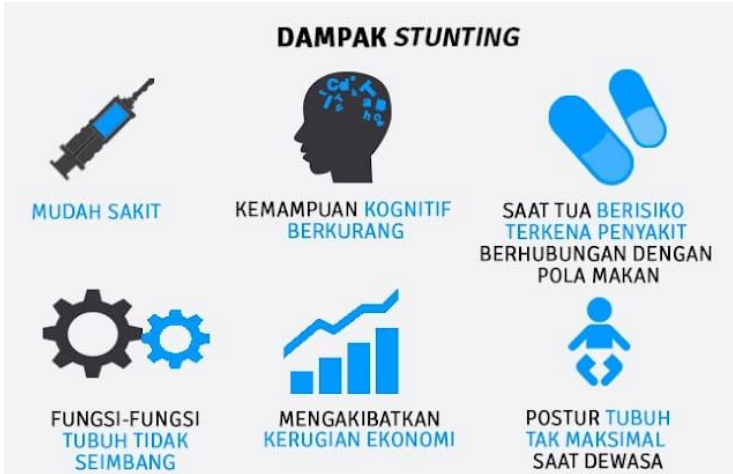 DAMPAK STUNTING
MUDAH SAKIT
KEMAMPUAN KOGNITIF
BERKURANG
SAAT TUA BERISIKO
TERKENA PENYAKIT
BERHUBUNGAN DENGAN
POLA MAKAN
FUNGSI-FUNGSI
TUBUH TIDAK
SEIMBANG
MENGAKIBATKAN
KERUGIAN EKONOMI
POSTUR TUBUH
TAK MAKSIMAL
SAAT DEWASA